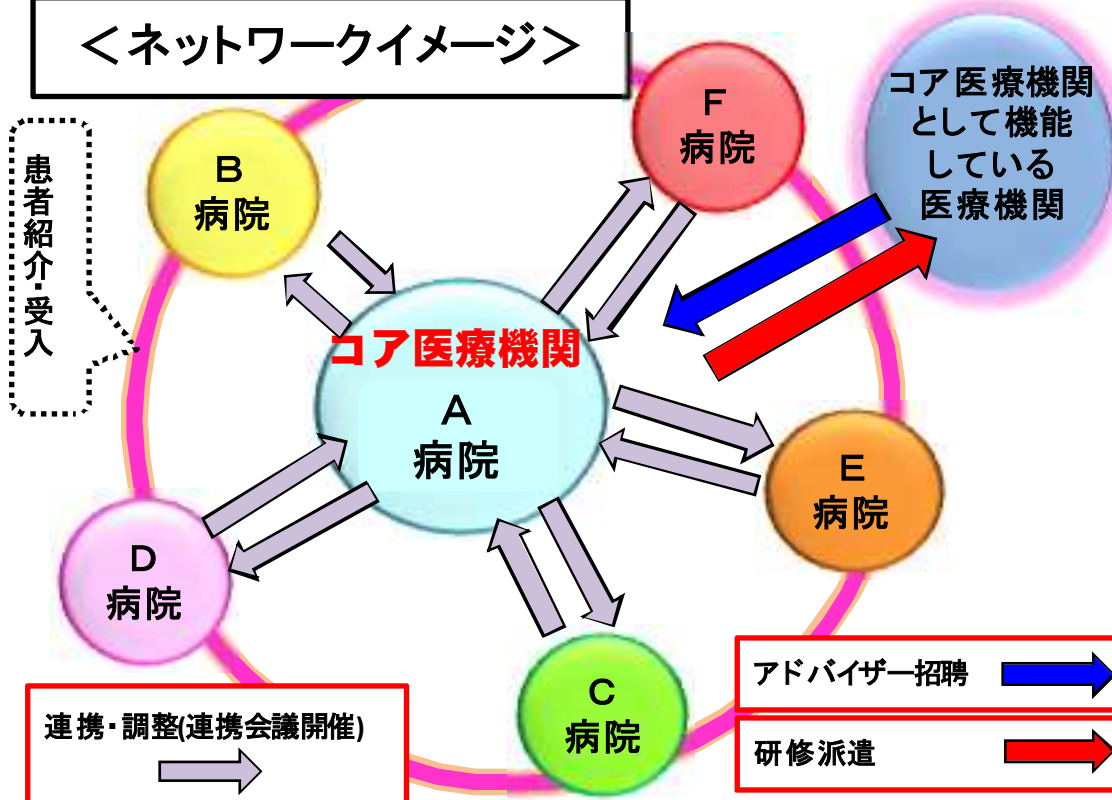 ＜ネットワークイメージ＞
F
病院
コア医療機関
として機能
している
医療機関
B
病院
患者紹介・受入
コア医療機関
A
病院
E
病院
D
病院
C
病院
アドバイザー招聘
連携・調整(連携会議開催)
研修派遣